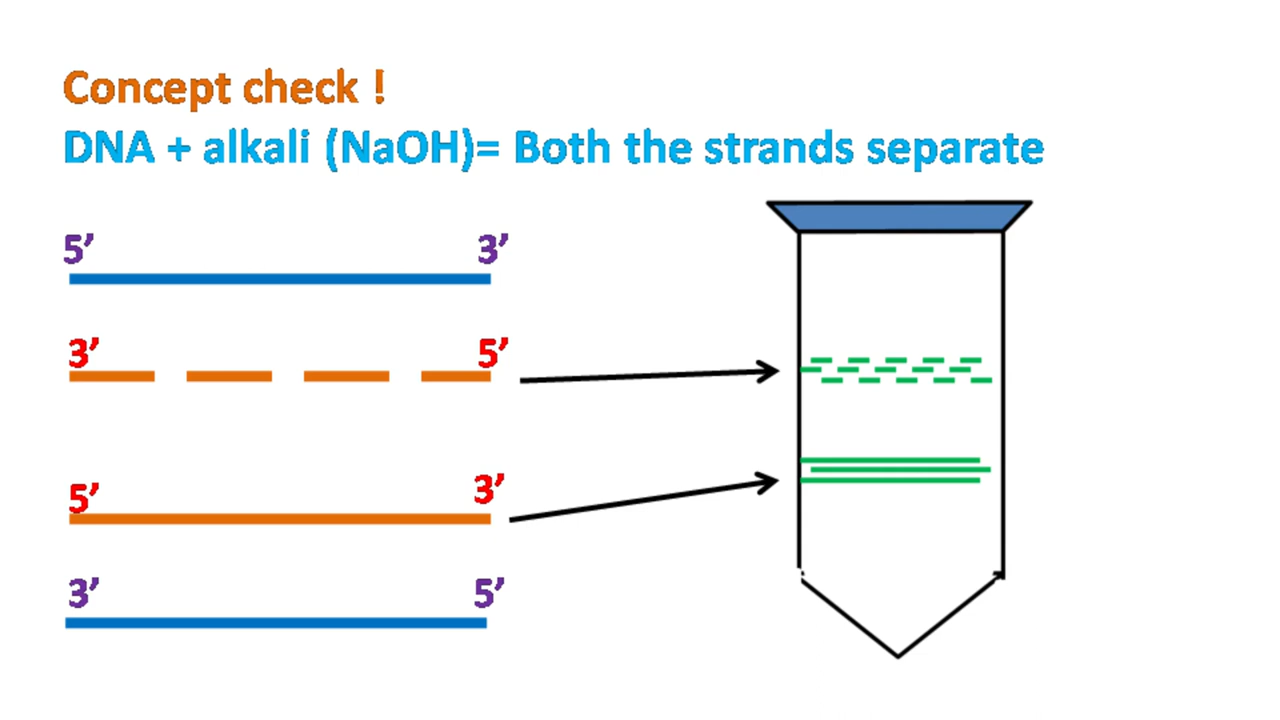 Concept check !
DNA + alkali (NaOH)= Both the strands separate
5’ 3’
3’ 5’
5’ 3’
3’ 5’